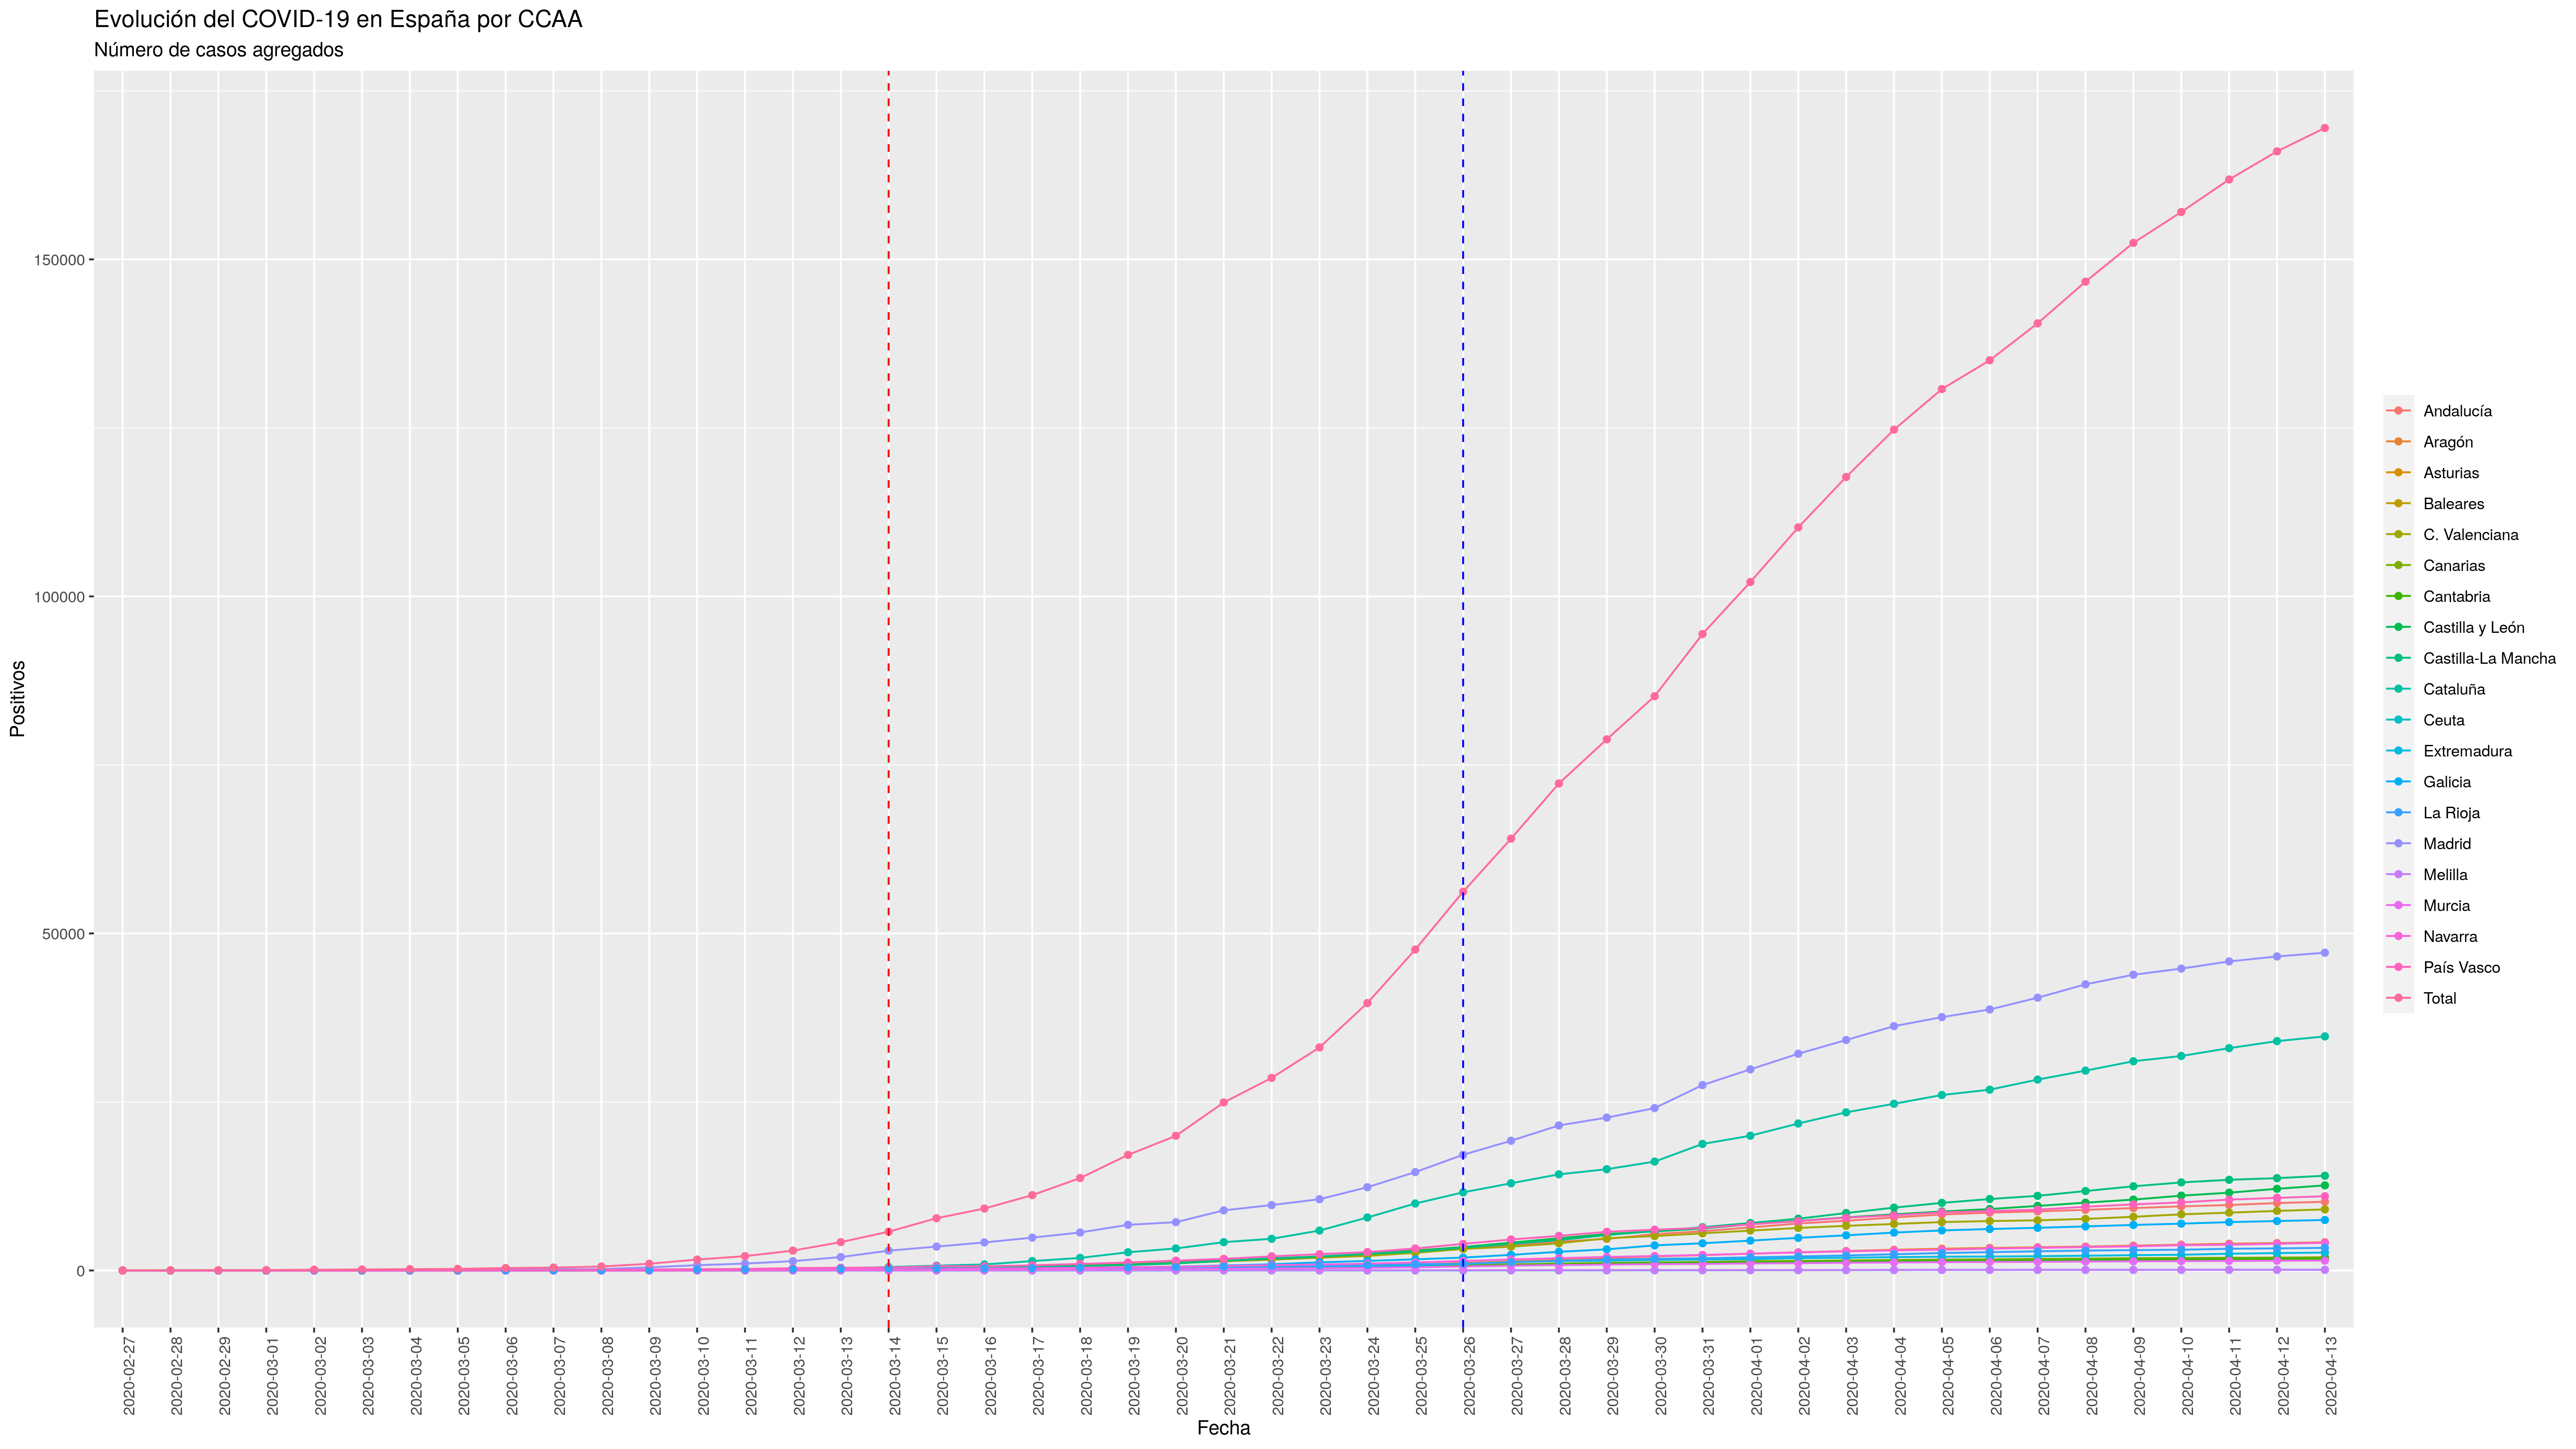 Evolución del COVID-19 en España por CCAA
Número de casos agregados
Positivos
150000
100000
50000
0
2020-02-27
2020-02-28
2020-02-29
2020-03-01
2020-03-02
2020-03-03
2020-03-04
2020-03-05
2020-03-06
2020-03-07
2020-03-08
2020-03-09
2020-03-10
2020-03-11
2020-03-12
2020-03-13
2020-03-14
2020-03-15
2020-03-16
2020-03-17
2020-03-18
2020-03-19
2020-03-20
2020-03-21
2020-03-22
2020-03-23
2020-03-24
2020-03-25
2020-03-26
2020-03-27
2020-03-28
2020-03-29
2020-03-30
2020-03-31
2020-04-01
2020-04-02
2020-04-03
2020-04-04
2020-04-05
2020-04-06
2020-04-07
2020-04-08
2020-04-09
2020-04-10
2020-04-11
2020-04-12
2020-04-13
Fecha
Andalucía
Aragón
Asturias
Baleares
C. Valenciana
Canarias
Cantabria
Castilla y León
Castilla-La Mancha
Cataluña
Ceuta
Extremadura
Galicia
La Rioja
Madrid
Melilla
Murcia
Navarra
País Vasco
Total